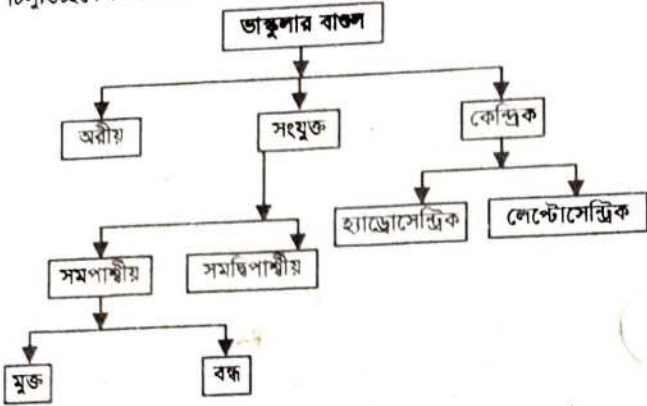 ভাস্কুলার বাণ্ডল
অরীয়
সংযুক্ত
কেন্দ্রিক
হ্যাড্রোসেন্ট্রিক
লেপ্টোসেন্ট্রিক
সমপার্শ্বীয়
সমদ্বিপার্শ্বীয়
মুক্ত
বদ্ধ